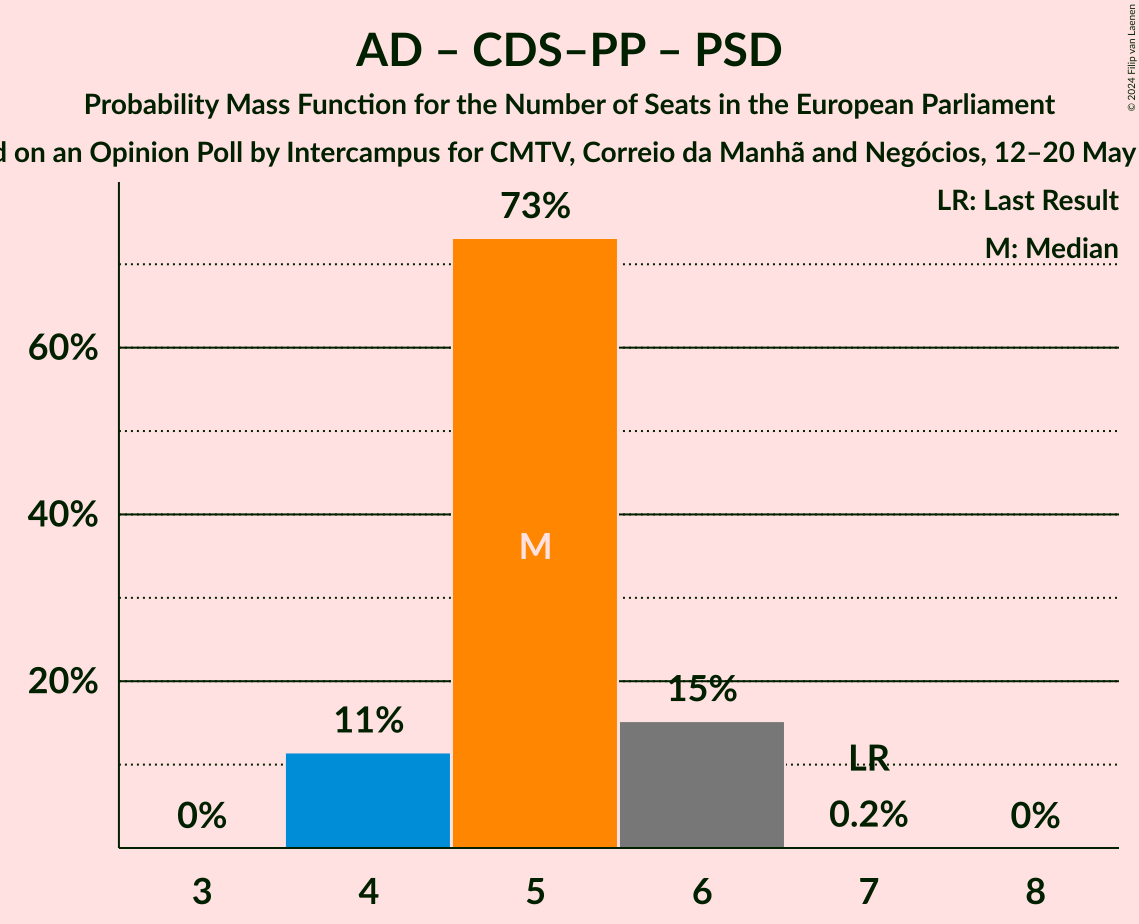 AD – CDS–PP – PSD
Probability Mass Function for the Number of Seats in the European Parliament
on an Opinion Poll by Intercampus for CMTV, Correio da Manhã and Negócios, 12–20 May
© 2024 Filip van Laenen
LR: Last Result
M: Median
73%
60%
40%
M
20%
15%
11%
LR
0%
0.2%
0%
3 4 5 6 7 8